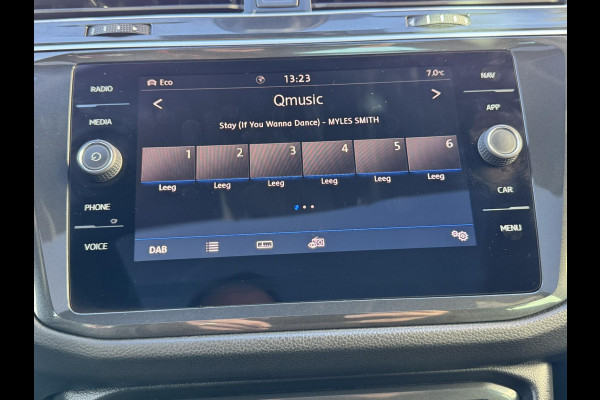 RADIO
MEDIA
PHONE
VOICE
Eco
13:23
7.0°C
<
Qmusic
>
Stay (If You Wanna Dance) - MYLES SMITH
1 2 3 4 5 6
Leeg Leeg Leeg Leeg Leeg Leeg
DAB
NAV
APP
CAR
MENU